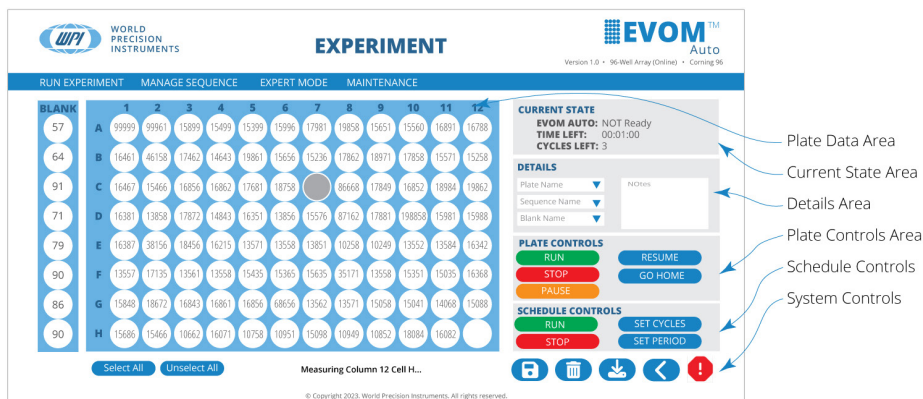 WPI
WORLD
PRECISION
INSTRUMENTS
EXPERIMENT
EVOM™
Auto
Version 1.0 • 96-Well Array (Online) • Corning 96
RUN EXPERIMENT MANAGE SEQUENCE EXPERT MODE MAINTENANCE
BLANK 1 2 3 4 5 6 7 8 9 10 11 12
57 A 99999 99961 15899 15499 15399 15996 17981 19858 15651 15560 16891 16788
64 B 16461 46158 17462 14643 19861 15656 15236 17862 18971 17858 15571 15258
91 C 16467 15466 16856 16862 17681 18758 86668 17849 16852 18984 19862
71 D 16381 13858 17872 14843 16351 13856 15576 87162 17881 198858 15981 15988
79 E 16387 38156 18456 16215 13571 13558 13851 10258 10249 13552 13584 16342
90 F 13557 17135 13561 13558 15435 15365 15635 35171 13558 15351 15035 16368
86 G 15848 18672 16843 16861 16856 68656 13562 13571 15058 15041 14068 15088
90 H 15686 15466 10662 16071 10758 10951 15098 10949 10852 18084 16082
Select All Unselect All Measuring Column 12 Cell H...
© Copyright 2023. World Precision Instruments. All rights reserved.
CURRENT STATE
EVOM AUTO: NOT Ready
TIME LEFT: 00:01:00
CYCLES LEFT: 3
DETAILS
Plate Name
Sequence Name
Blank Name
NOtes
PLATE CONTROLS
RUN RESUME
STOP GO HOME
PAUSE
SCHEDULE CONTROLS
RUN SET CYCLES
STOP SET PERIOD
!
Plate Data Area
Current State Area
Details Area
Plate Controls Area
Schedule Controls
System Controls